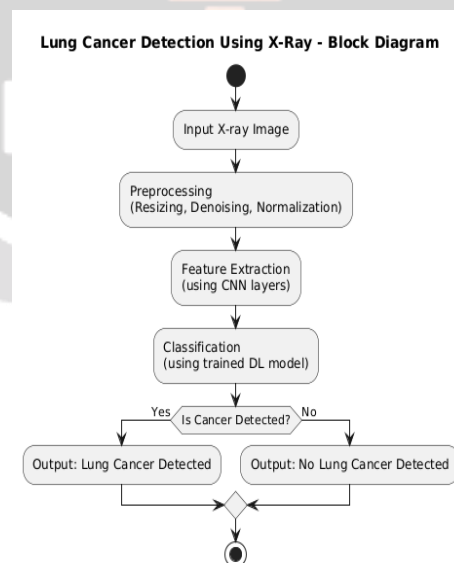 Lung Cancer Detection Using X-Ray - Block Diagram
Input X-ray Image
Preprocessing
(Resizing, Denoising, Normalization)
Feature Extraction
(using CNN layers)
Classification
(using trained DL model)
Is Cancer Detected?
Yes
No
Output: Lung Cancer Detected
Output: No Lung Cancer Detected